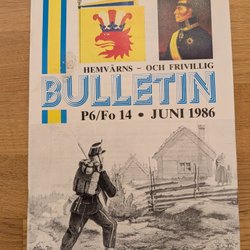 HEMVÄRNS - OCH FRIVILLIG
BULLETIN
P6/Fo 14 • JUNI 1986